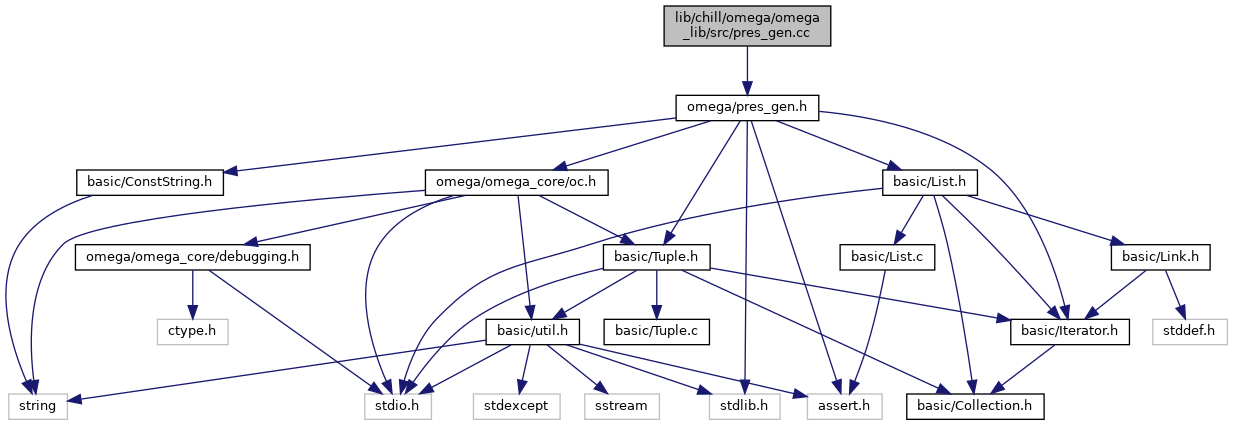 lib/chill/omega/omega
_lib/src/pres_gen.cc
omega/pres_gen.h
basic/ConstString.h
omega/omega_core/oc.h
basic/List.h
omega/omega_core/debugging.h
basic/Tuple.h
basic/List.c
basic/Link.h
ctype.h
basic/util.h
basic/Tuple.c
basic/Iterator.h
stddef.h
string
stdio.h
stdexcept
sstream
stdlib.h
assert.h
basic/Collection.h